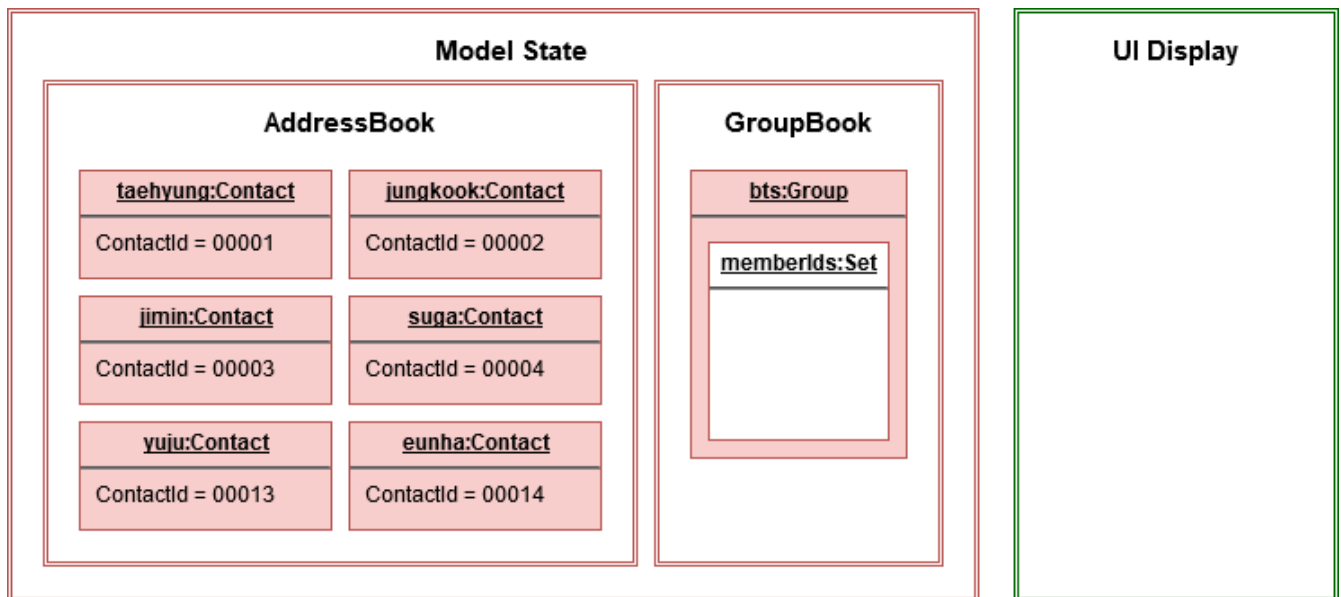 Model State
UI Display
AddressBook
GroupBook
taehyung:Contact
ContactId = 00001
jungkook:Contact
ContactId = 00002
jimin:Contact
ContactId = 00003
suga:Contact
ContactId = 00004
yuju:Contact
ContactId = 00013
eunha:Contact
ContactId = 00014
bts:Group
memberIds:Set